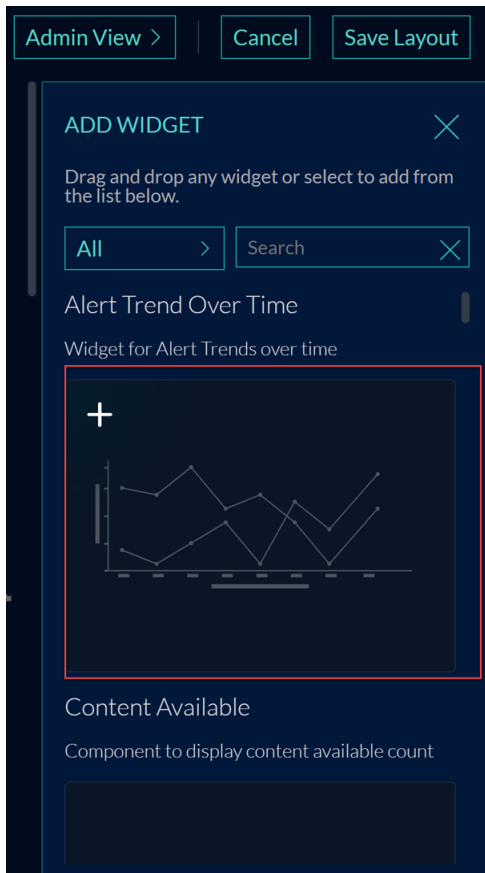 Admin View
Cancel
Save Layout
ADD WIDGET
Drag and drop any widget or select to add from
the list below.
All
Search
Alert Trend Over Time
Widget for Alert Trends over time
Content Available
Component to display content available count